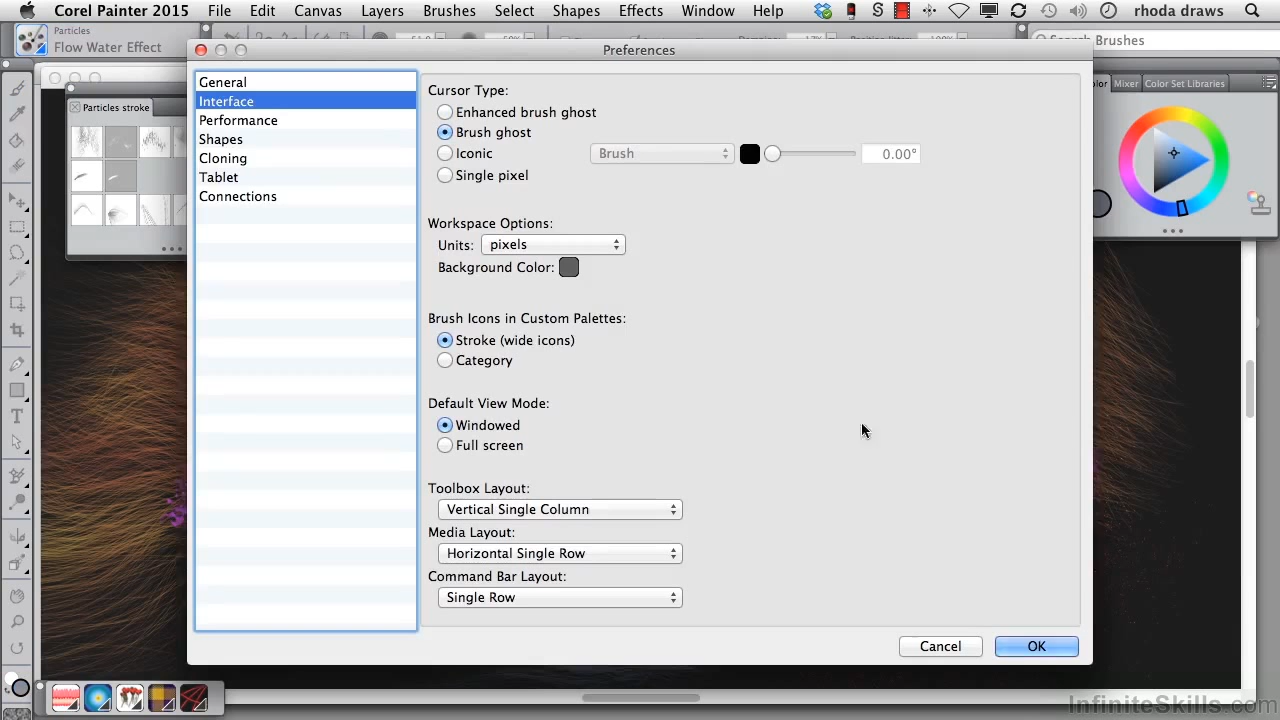 Corel Painter 2015 File Edit Canvas Layers Brushes Select Shapes Effects Window Help rhoda draws
Particles
Flow Water Effect
Search Brushes
Preferences
Particles stroke
Mixer Color Set Libraries
General
Interface
Performance
Shapes
Cloning
Tablet
Connections
Cursor Type:
Enhanced brush ghost
Brush ghost
Iconic Brush 0.00°
Single pixel
Workspace Options:
Units: pixels
Background Color:
Brush Icons in Custom Palettes:
Stroke (wide icons)
Category
Default View Mode:
Windowed
Full screen
Toolbox Layout:
Vertical Single Column
Media Layout:
Horizontal Single Row
Command Bar Layout:
Single Row
Cancel OK
InfiniteSkills.com